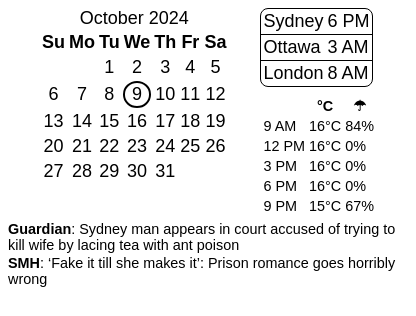 October 2024
Su Mo Tu We Th Fr Sa
1 2 3 4 5
6 7 8 9 10 11 12
13 14 15 16 17 18 19
20 21 22 23 24 25 26
27 28 29 30 31
Sydney 6 PM
Ottawa 3 AM
London 8 AM
°C ☂
9 AM 16°C 84%
12 PM 16°C 0%
3 PM 16°C 0%
6 PM 16°C 0%
9 PM 15°C 67%
Guardian: Sydney man appears in court accused of trying to
kill wife by lacing tea with ant poison
SMH: ‘Fake it till she makes it’: Prison romance goes horribly
wrong